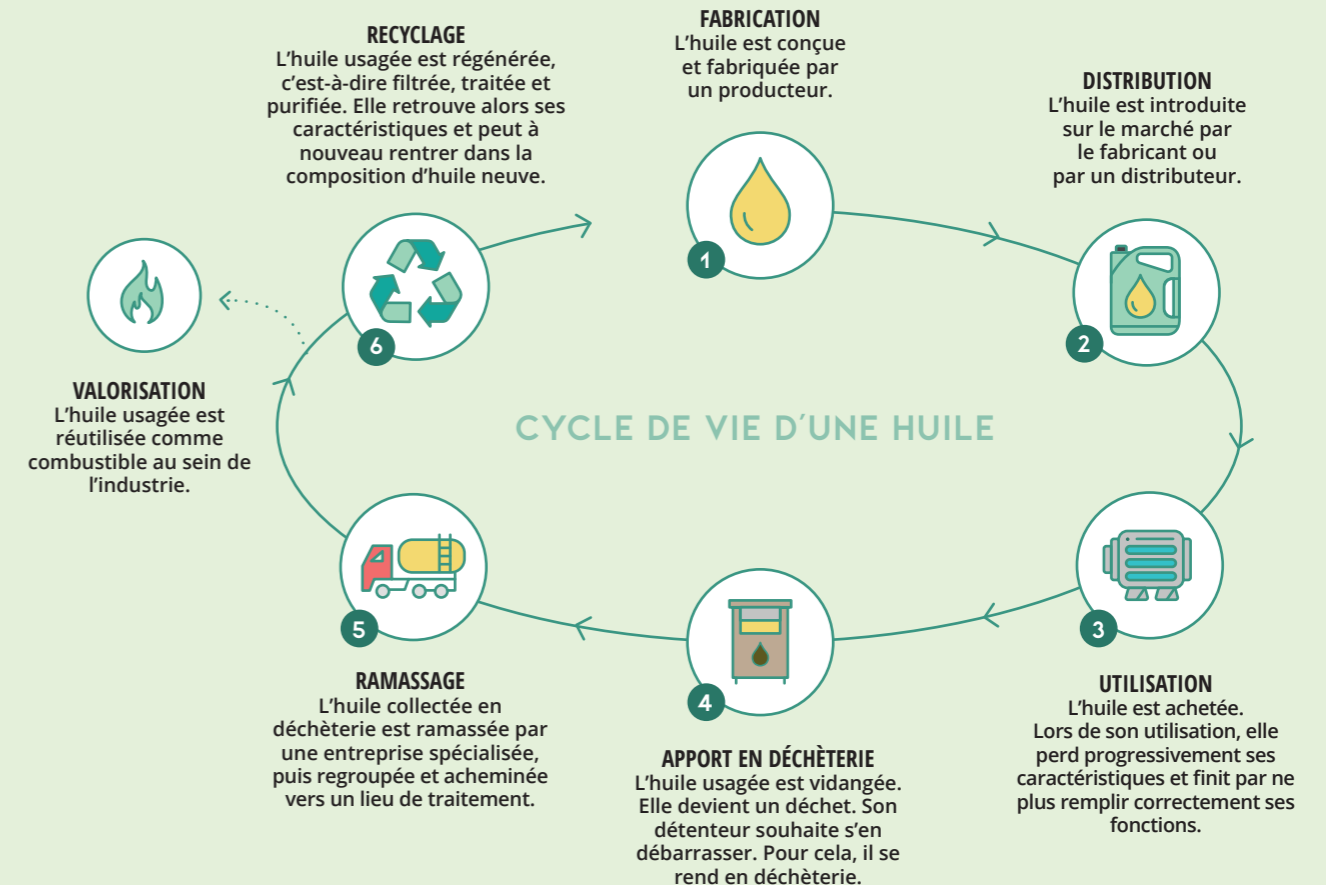 FABRICATION
L’huile est conçue
et fabriquée par
un producteur.
1
DISTRIBUTION
L’huile est introduite
sur le marché par
le fabricant ou
par un distributeur.
2
UTILISATION
L’huile est achetée.
Lors de son utilisation, elle
perd progressivement ses
caractéristiques et finit par ne
plus remplir correctement ses
fonctions.
3
APPORT EN DÉCHÈTERIE
L’huile usagée est vidangée.
Elle devient un déchet. Son
détenteur souhaite s’en
débarrasser. Pour cela, il se
rend en déchèterie.
4
RAMASSAGE
L’huile collectée en
déchèterie est ramassée par
une entreprise spécialisée,
puis regroupée et acheminée
vers un lieu de traitement.
5
RECYCLAGE
L’huile usagée est régénérée,
c’est-à-dire filtrée, traitée et
purifiée. Elle retrouve alors ses
caractéristiques et peut à
nouveau rentrer dans la
composition d’huile neuve.
6
VALORISATION
L’huile usagée est
réutilisée comme
combustible au sein de
l’industrie.
CYCLE DE VIE D’UNE HUILE